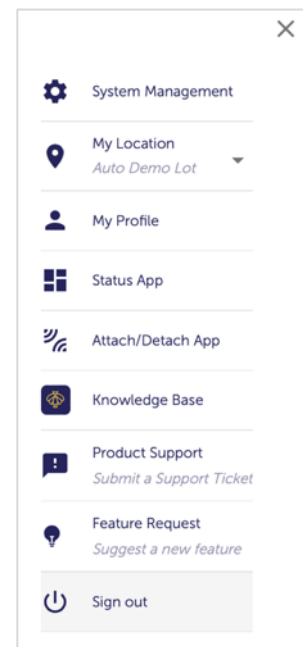 System Management
My Location
Auto Demo Lot
My Profile
Status App
Attach/Detach App
Knowledge Base
Product Support
Submit a Support Ticket
Feature Request
Suggest a new feature
Sign out